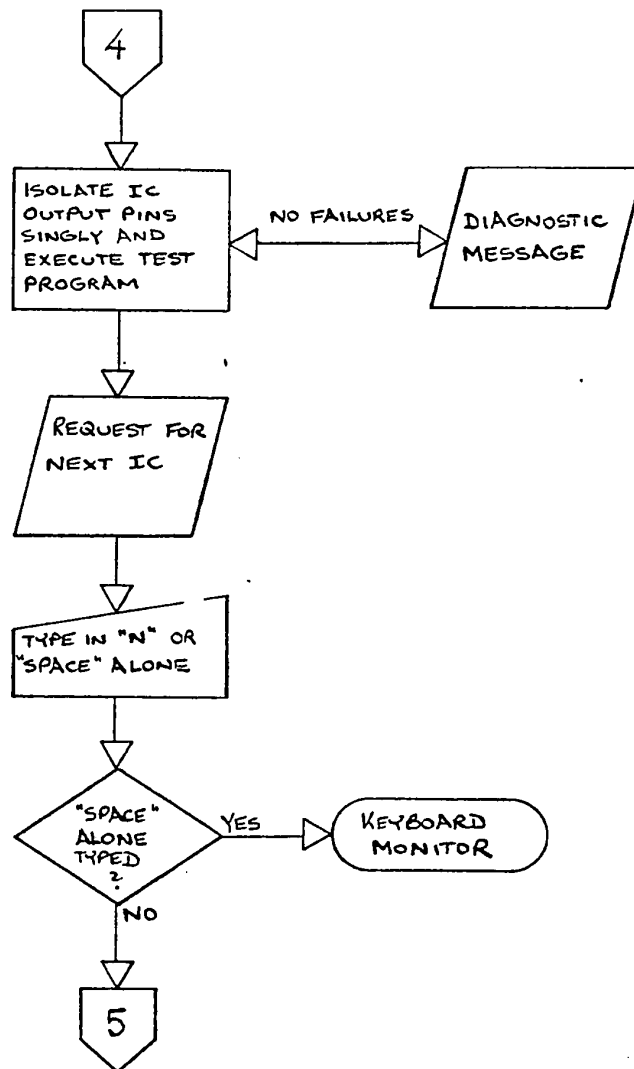 4
ISOLATE IC
OUTPUT PINS
SINGLY AND
EXECUTE TEST
PROGRAM
NO FAILURES
DIAGNOSTIC
MESSAGE
REQUEST FOR
NEXT IC
TYPE IN "N" OR
"SPACE" ALONE
"SPACE"
ALONE
TYPED
?
YES
KEYBOARD
MONITOR
NO
5